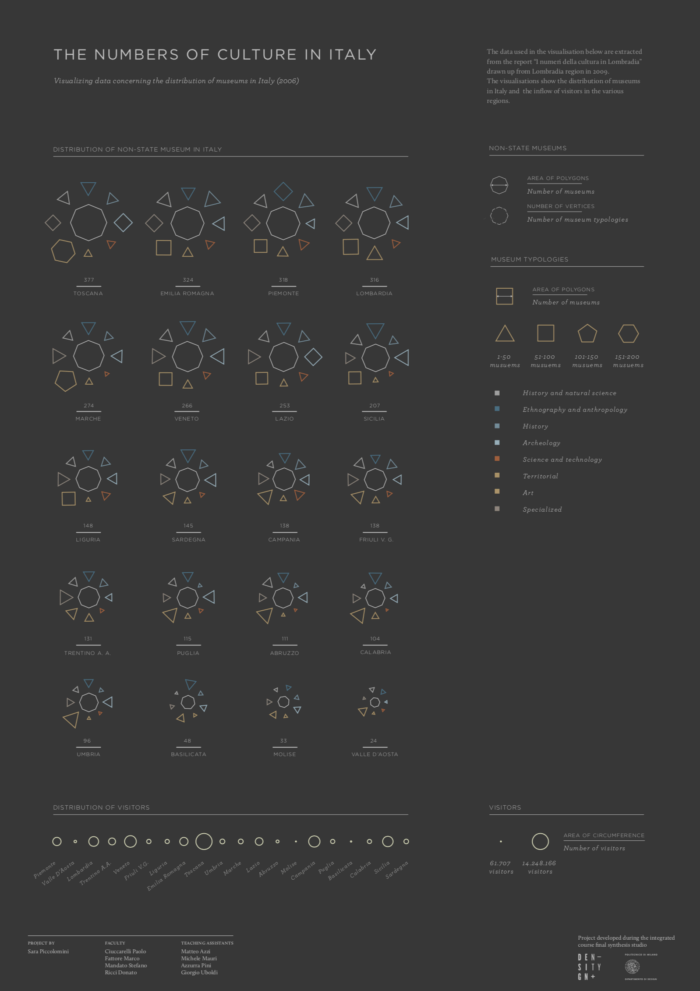 THE NUMBERS OF CULTURE IN ITALY
Visualizing data concerning the distribution of museums in Italy (2006)
The data used in the visualisations below are extracted
from the report "I numeri della cultura in Lombradia"
drawn up from Lombradia region in 2009.
The visualisations show the distribution of museums
in Italy and the inflow of visitors in the various
regions.
DISTRIBUTION OF NON-STATE MUSEUM IN ITALY
377
TOSCANA
324
EMILIA ROMAGNA
318
PIEMONTE
316
LOMBARDIA
274
MARCHE
266
VENETO
253
LAZIO
207
SICILIA
148
LIGURIA
145
SARDEGNA
138
CAMPANIA
136
FRIULI V. G.
131
TRENTINO A. A.
115
PUGLIA
111
ABRUZZO
104
CALABRIA
96
UMBRIA
48
BASILICATA
33
MOLISE
24
VALLE D'AOSTA
NON-STATE MUSEUMS
AREA OF POLYGONS
Number of museums
NUMBER OF VERTICES
Number of museum typologies
MUSEUM TYPOLOGIES
AREA OF POLYGONS
Number of museums
1-50
museums
51-100
museums
101-150
museums
151-200
museums
History and natural science
Ethnography and anthropology
History
Archeology
Science and technology
Territorial
Art
Specialized
DISTRIBUTION OF VISITORS
Piemonte
Valle D'Aosta
Lombardia
Trentino A.A.
Veneto
Friuli V.G.
Liguria
Emilia Romagna
Toscana
Umbria
Marche
Lazio
Abruzzo
Molise
Campania
Puglia
Basilicata
Calabria
Sicilia
Sardegna
VISITORS
61.707
visitors
14.248.166
visitors
AREA OF CIRCUMFERENCE
Number of visitors
PROJECT BY
Sara Piccolomini
FACULTY
Ciuccarelli Paolo
Fattore Marco
Mandato Stefano
Ricci Donato
TEACHING ASSISTANTS
Matteo Azzi
Michele Mauri
Azzurra Pini
Giorgio Uboldi
Project developed during the integrated
course final synthesis studio
DEN-
SITY
GN+